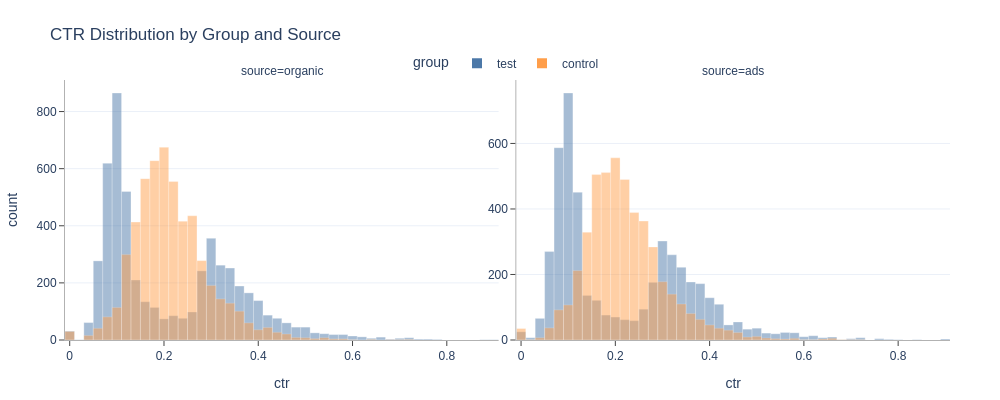 CTR Distribution by Group and Source
group test control
source=organic source=ads
800
600
400
200
0
600
400
200
0
count
0 0.2 0.4 0.6 0.8
0 0.2 0.4 0.6 0.8
ctr ctr